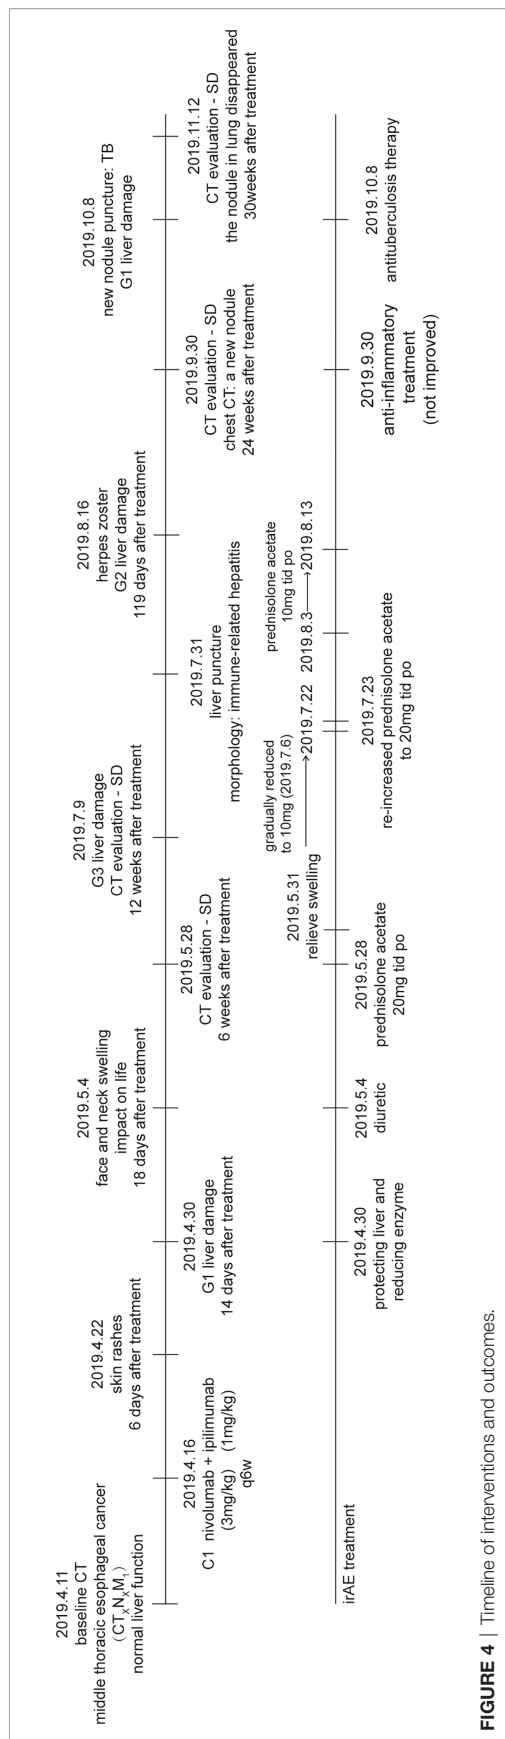 2019.4.11
baseline CT
middle thoracic esophageal cancer
(CTxNxM1)
normal liver function
2019.4.16
C1 nivolumab + ipilimumab
(3mg/kg) (1mg/kg)
q6w
2019.4.22
skin rashes
6 days after treatment
2019.4.30
G1 liver damage
14 days after treatment
2019.5.4
face and neck swelling
impact on life
18 days after treatment
2019.5.28
CT evaluation - SD
6 weeks after treatment
2019.7.9
G3 liver damage
CT evaluation - SD
12 weeks after treatment
2019.7.31
liver puncture
morphology: immune-related hepatitis
2019.8.16
herpes zoster
G2 liver damage
119 days after treatment
2019.9.30
CT evaluation - SD
chest CT: a new nodule
24 weeks after treatment
2019.10.8
new nodule puncture: TB
G1 liver damage
2019.11.12
CT evaluation - SD
the nodule in lung disappeared
30weeks after treatment
irAE treatment
2019.4.30
protecting liver and
reducing enzyme
2019.5.4
diuretic
2019.5.28
prednisolone acetate
20mg tid po
2019.5.31
relieve swelling
gradually reduced
to 10mg (2019.7.6)
→2019.7.22
2019.7.23
re-increased prednisolone acetate
to 20mg tid po
prednisolone acetate
10mg tid po
2019.8.3→2019.8.13
2019.9.30
anti-inflammatory
treatment
(not improved)
2019.10.8
antituberculosis therapy
FIGURE 4 | Timeline of interventions and outcomes.